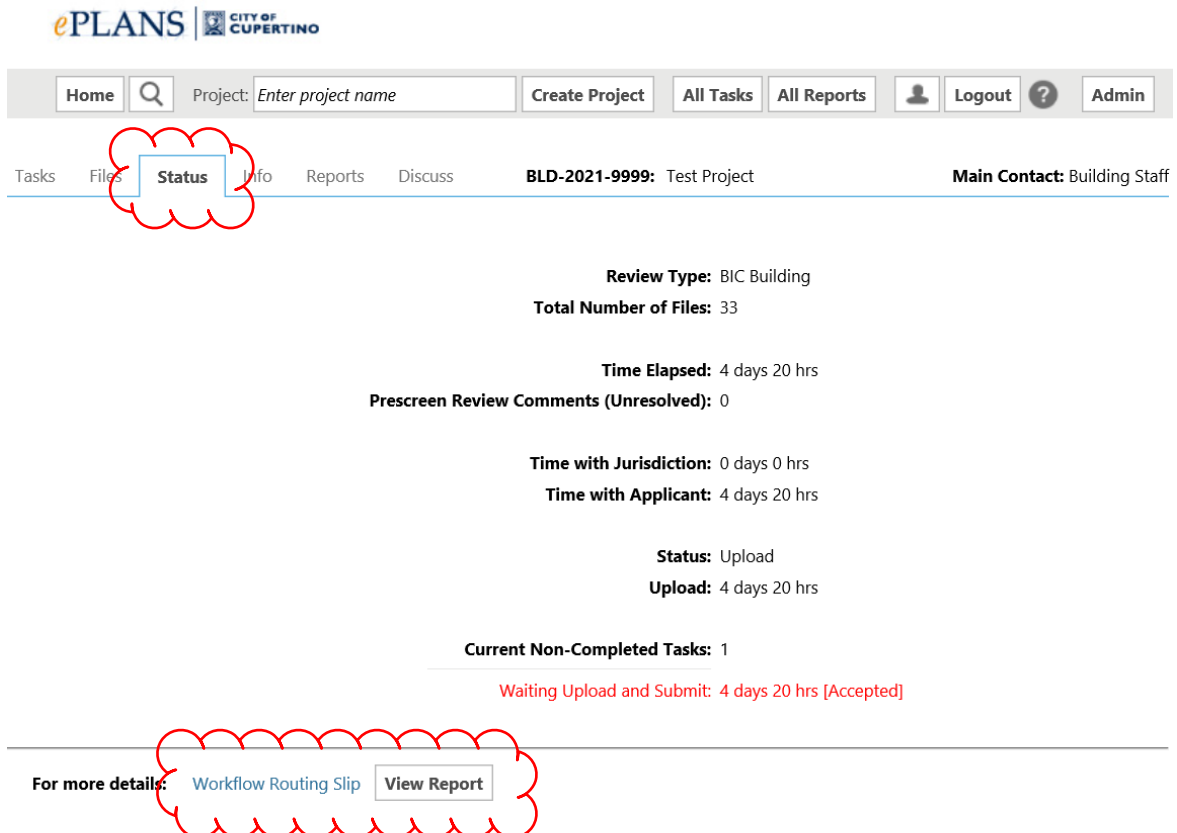 ePLANS CITY OF CUPERTINO
Home Project: Enter project name Create Project All Tasks All Reports Logout ? Admin
Tasks Files Status Info Reports Discuss BLD-2021-9999: Test Project Main Contact: Building Staff
Review Type: BIC Building
Total Number of Files: 33
Time Elapsed: 4 days 20 hrs
Prescreen Review Comments (Unresolved): 0
Time with Jurisdiction: 0 days 0 hrs
Time with Applicant: 4 days 20 hrs
Status: Upload
Upload: 4 days 20 hrs
Current Non-Completed Tasks: 1
Waiting Upload and Submit: 4 days 20 hrs [Accepted]
For more details: Workflow Routing Slip View Report